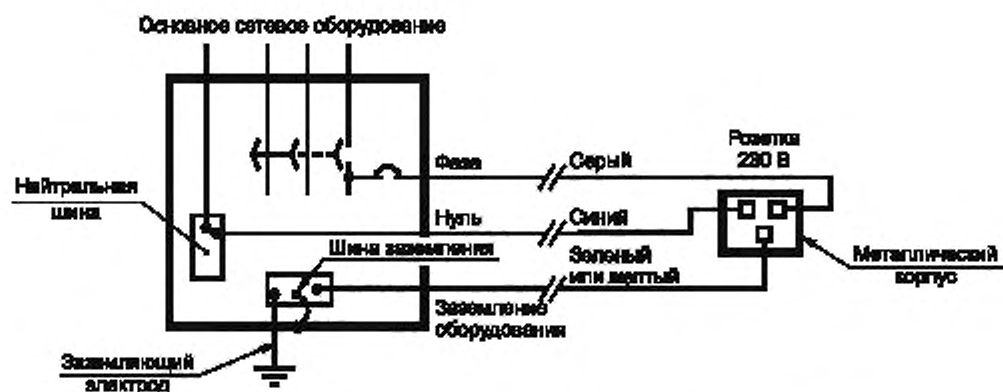 Основное сетевое оборудование
Розетка
230 В
Фаза
Серый
Нейтральная
шина
Нуль
Синий
Шина заземления
Зеленый
или желтый
Металлический
корпус
Заземление
оборудования
Заземляющий
электрод